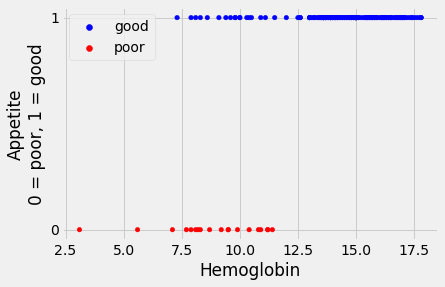 good
poor
1
0
Appetite
0 = poor, 1 = good
2.5 5.0 7.5 10.0 12.5 15.0 17.5
Hemoglobin